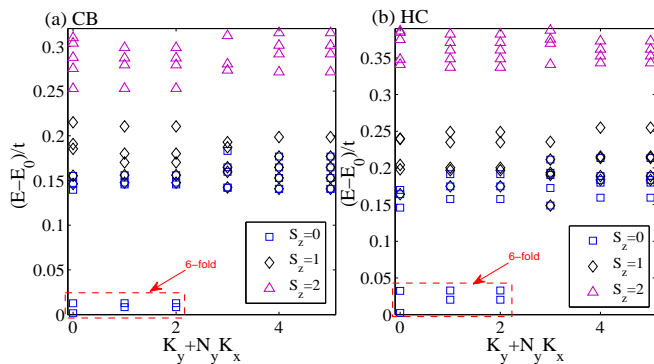 (a) CB
(E−E₀)/t
0.3
0.25
0.2
0.15
0.1
0.05
0
0
2
4
K_y+N_yK_x
6−fold
S_z=0
S_z=1
S_z=2
(b) HC
(E−E₀)/t
0.35
0.3
0.25
0.2
0.15
0.1
0.05
0
0
2
4
K_y+N_yK_x
6−fold
S_z=0
S_z=1
S_z=2